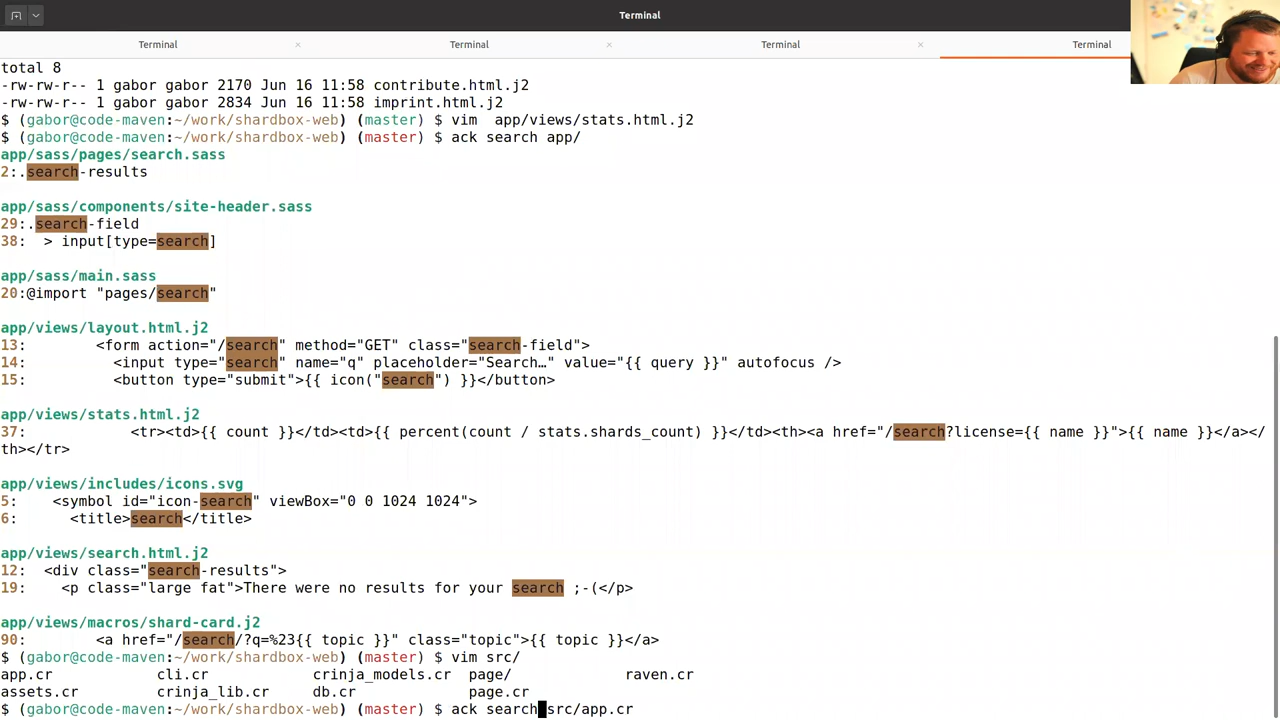 Terminal
Terminal
Terminal
Terminal
Terminal
total 8
-rw-rw-r-- 1 gabor gabor 2170 Jun 16 11:58 contribute.html.j2
-rw-rw-r-- 1 gabor gabor 2834 Jun 16 11:58 imprint.html.j2
$ (gabor@code-maven:~/work/shardbox-web) (master) $ vim  app/views/stats.html.j2
$ (gabor@code-maven:~/work/shardbox-web) (master) $ ack search app/
app/sass/pages/search.sass
2:.search-results
app/sass/components/site-header.sass
29:.search-field
38:  > input[type=search]
app/sass/main.sass
20:@import "pages/search"
app/views/layout.html.j2
13:        <form action="/search" method="GET" class="search-field">
14:          <input type="search" name="q" placeholder="Search…" value="{{ query }}" autofocus />
15:          <button type="submit">{{ icon("search") }}</button>
app/views/stats.html.j2
37:            <tr><td>{{ count }}</td><td>{{ percent(count / stats.shards_count) }}</td><th><a href="/search?license={{ name }}">{{ name }}</a></
th></tr>
app/views/includes/icons.svg
5:    <symbol id="icon-search" viewBox="0 0 1024 1024">
6:      <title>search</title>
app/views/search.html.j2
12:  <div class="search-results">
19:    <p class="large fat">There were no results for your search ;-(</p>
app/views/macros/shard-card.j2
90:        <a href="/search/?q=%23{{ topic }}" class="topic">{{ topic }}</a>
$ (gabor@code-maven:~/work/shardbox-web) (master) $ vim src/
app.cr            cli.cr            crinja_models.cr  page/             raven.cr
assets.cr         crinja_lib.cr     db.cr             page.cr
$ (gabor@code-maven:~/work/shardbox-web) (master) $ ack search src/app.cr